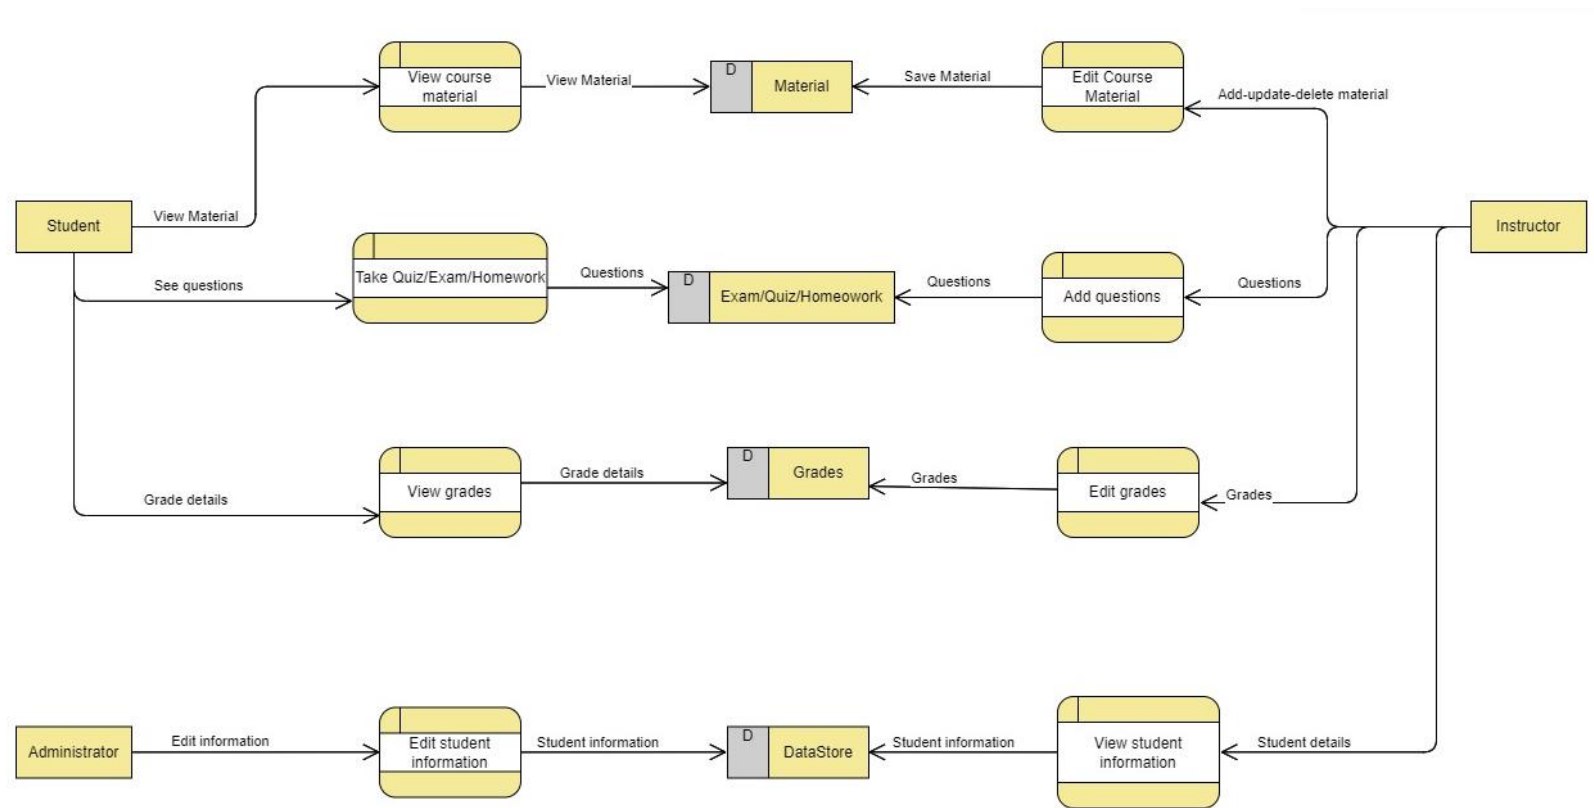 View course
material
View Material
D
Material
Save Material
Edit Course
Material
Add-update-delete material
Student
View Material
Instructor
Take Quiz/Exam/Homework
See questions
Questions
D
Exam/Quiz/Homeowork
Questions
Add questions
Questions
View grades
Grade details
Grade details
D
Grades
Grades
Edit grades
Grades
Administrator
Edit information
Edit student
information
Student information
D
DataStore
Student information
View student
information
Student details